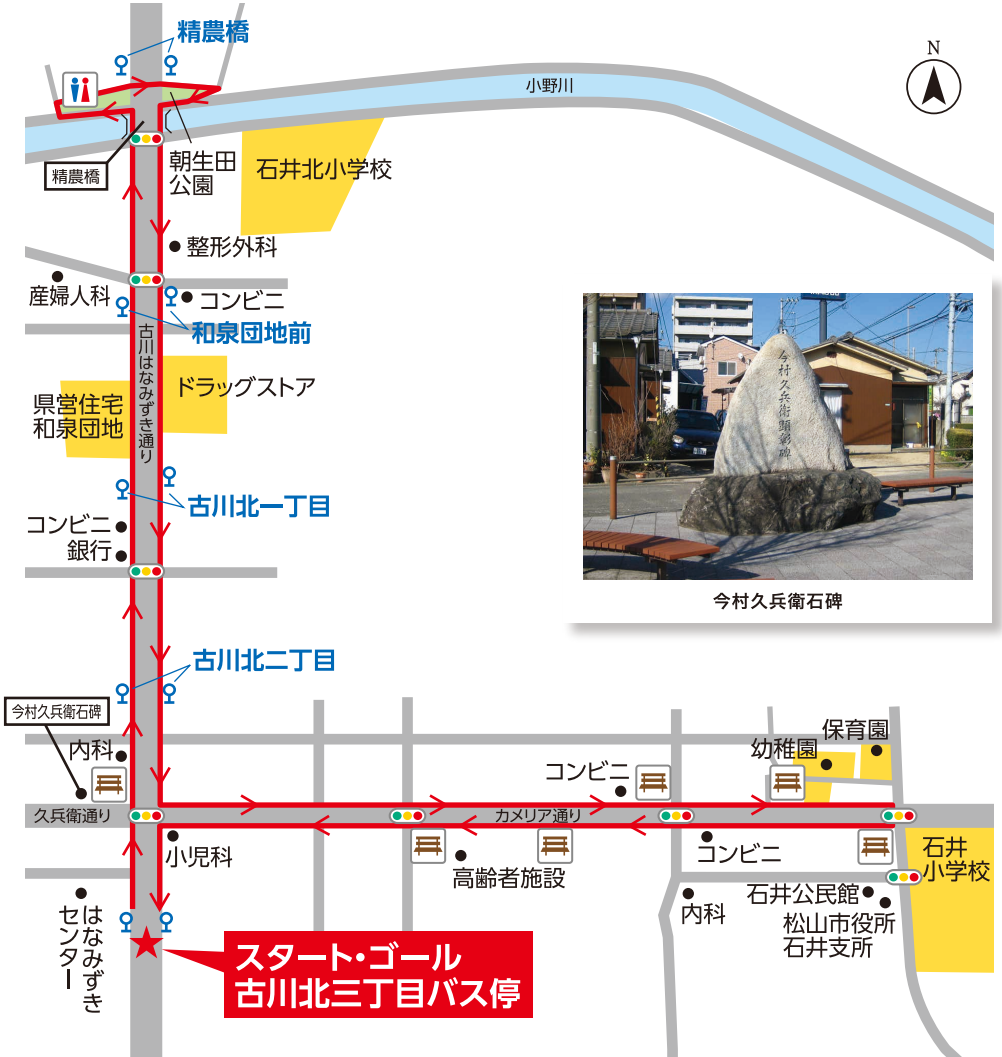 精農橋
N
小野川
精農橋
朝生田
公園
石井北小学校
整形外科
産婦人科
コンビニ
和泉団地前
古川はなみずき通り
ドラッグストア
県営住宅
和泉団地
古川北一丁目
コンビニ
銀行
今村久兵衛顕彰碑
今村久兵衛石碑
古川北二丁目
今村久兵衛石碑
内科
久兵衛通り
保育園
幼稚園
コンビニ
カメリア通り
小児科
高齢者施設
コンビニ
石井
小学校
石井公民館
内科
松山市役所
石井支所
はなみずき
センター
スタート・ゴール
古川北三丁目バス停